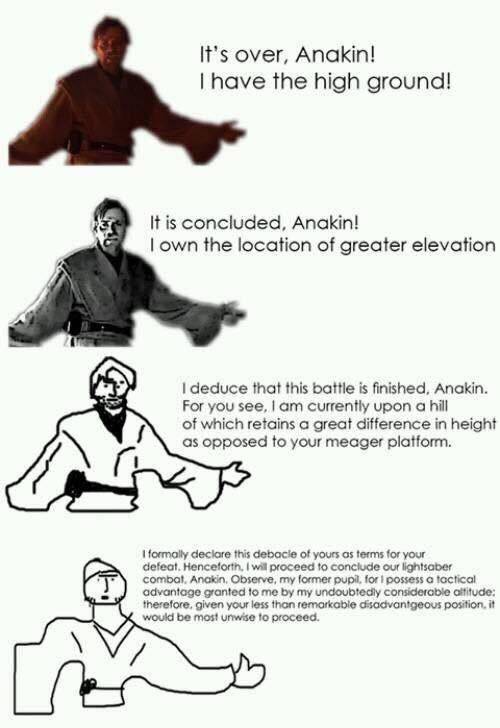 It's over, Anakin!
I have the high ground!
It is concluded, Anakin!
I own the location of greater elevation
I deduce that this battle is finished, Anakin.
For you see, I am currently upon a hill
of which retains a great difference in height
as opposed to your meager platform.
I formally declare this debacle of yours as terms for your
defeat. Henceforth, I will proceed to conclude our lightsaber
combat, Anakin. Observe, my former pupil, for I possess a tactical
advantage granted to me by my undoubtedly considerable altitude;
therefore, given your less than remarkable disadvantgeous position, it
would be most unwise to proceed.